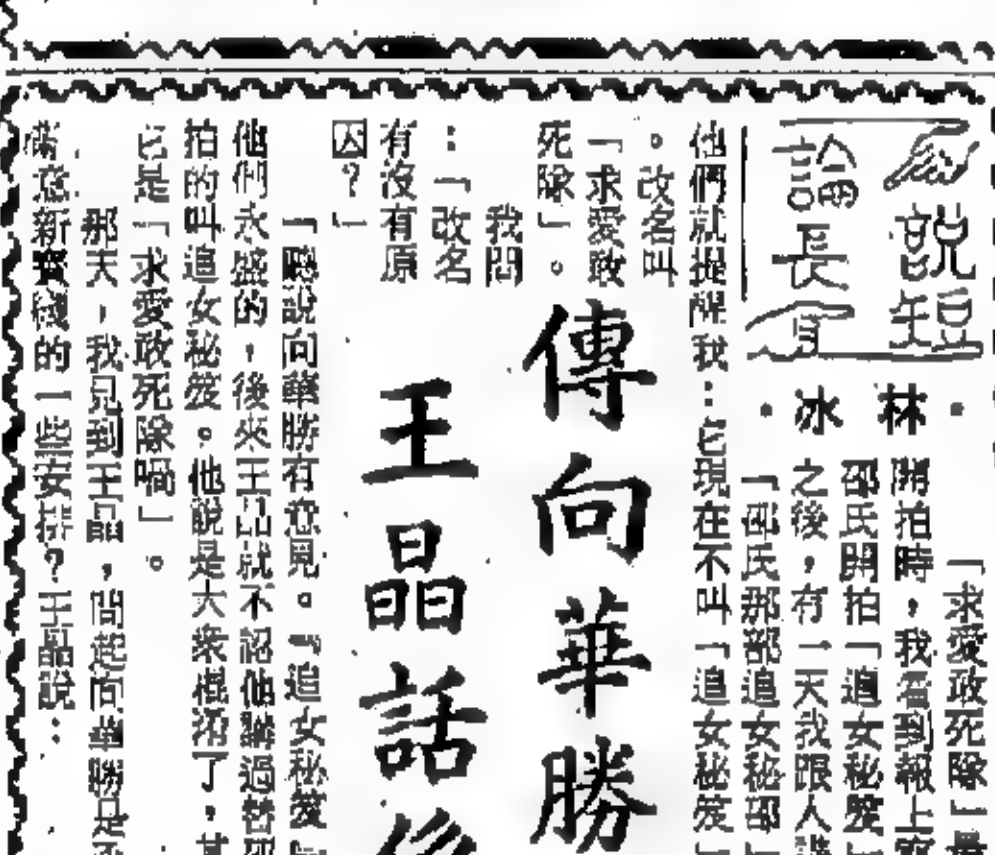 說短
論長
・林冰・
傳向華勝
王晶話後
「求愛敢死隊」最
開拍時，我看到報上寫
邵氏開拍「追女秘笈」
之後，有一天我跟人講
「邵氏那部追女秘笈」
他們就提醒我：它現在不叫「追女秘笈」
。改名叫
「求愛敢
死隊」。
我問
：「改名
有沒有原
因？」
「聽說向華勝有意見。『追女秘笈』
他們永盛的，後來王晶就不認他講過替邵
拍的叫追女秘笈。他說是大衆搅濁了，其
它是「求愛敢死隊喎」。
那天，我見到王晶，問起向華勝是否
滿意新寶綫的一些安排？王晶說：